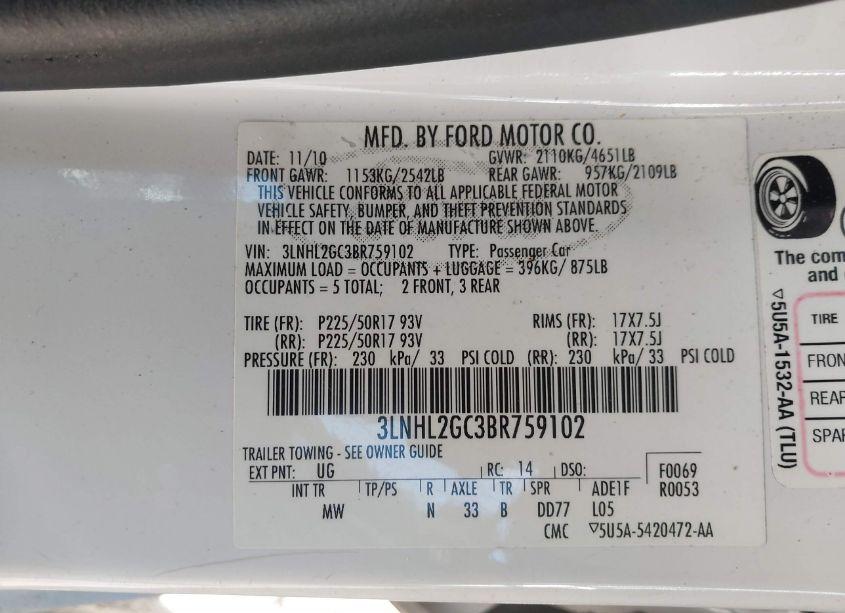 MFD. BY FORD MOTOR CO.
DATE: 11/10 GVWR: 2110KG/4651LB
FRONT GAWR: 1153KG/2542LB REAR GAWR: 957KG/2109LB
THIS VEHICLE CONFORMS TO ALL APPLICABLE FEDERAL MOTOR
VEHICLE SAFETY, BUMPER, AND THEFT PREVENTION STANDARDS
IN EFFECT ON THE DATE OF MANUFACTURE SHOWN ABOVE.
VIN: 3LNHL2GC3BR759102 TYPE: Passenger Car
MAXIMUM LOAD = OCCUPANTS + LUGGAGE = 396KG/ 875LB
OCCUPANTS = 5 TOTAL; 2 FRONT, 3 REAR
TIRE (FR): P225/50R17 93V RIMS (FR): 17X7.5J
(RR): P225/50R17 93V (RR): 17X7.5J
PRESSURE (FR): 230 kPa/ 33 PSI COLD (RR): 230 kPa/ 33 PSI COLD
3LNHL2GC3BR759102
TRAILER TOWING - SEE OWNER GUIDE
EXT PNT: UG RC: 14 DSO: F0069
INT TR TP/PS R AXLE TR SPR ADE1F R0053
MW N 33 B DD77 L05
CMC ▽5U5A-5420472-AA
▽5U5A-1532-AA (TLU)
The com
and
TIRE
FRON
REAR
SPAR